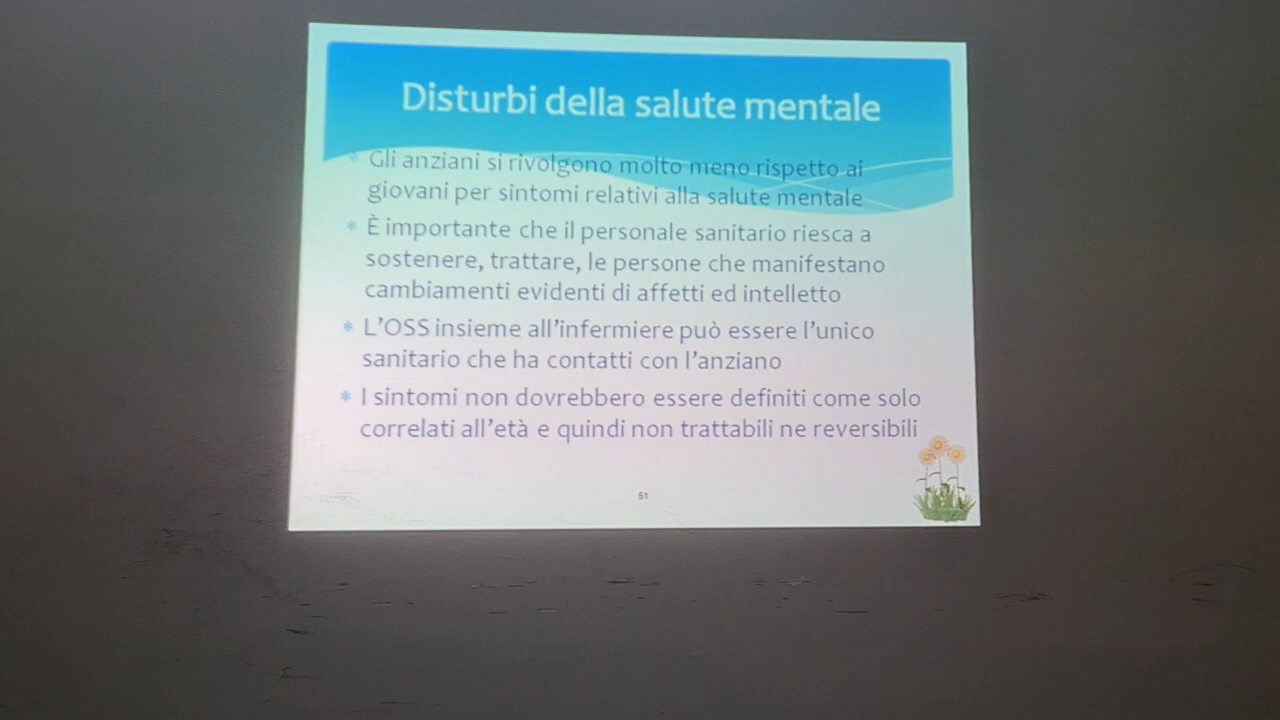 Disturbi della salute mentale
* Gli anziani si rivolgono molto meno rispetto ai
giovani per sintomi relativi alla salute mentale
* È importante che il personale sanitario riesca a
sostenere, trattare, le persone che manifestano
cambiamenti evidenti di affetti ed intelletto
* L'OSS insieme all'infermiere può essere l'unico
sanitario che ha contatti con l'anziano
* I sintomi non dovrebbero essere definiti come solo
correlati all'età e quindi non trattabili ne reversibili
51